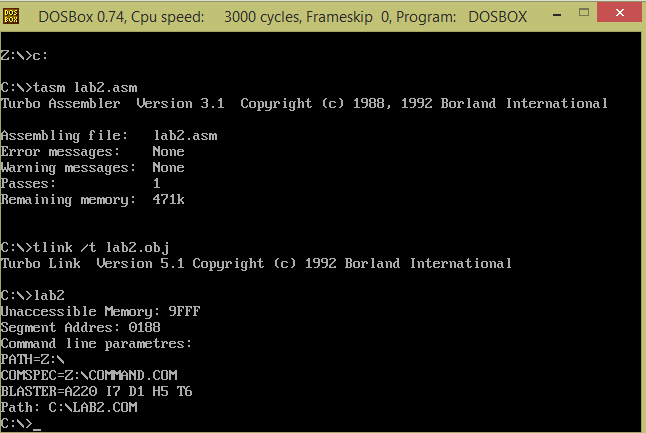 DOSBox 0.74, Cpu speed: 3000 cycles, Frameskip 0, Program: DOSBOX
Z:\>c:
C:\>tasm lab2.asm
Turbo Assembler Version 3.1 Copyright (c) 1988, 1992 Borland International
Assembling file: lab2.asm
Error messages: None
Warning messages: None
Passes: 1
Remaining memory: 471k
C:\>tlink /t lab2.obj
Turbo Link Version 5.1 Copyright (c) 1992 Borland International
C:\>lab2
Unaccessible Memory: 9FFF
Segment Addres: 0188
Command line parametres:
PATH=Z:\
COMSPEC=Z:\COMMAND.COM
BLASTER=A220 I7 D1 H5 T6
Path: C:\LAB2.COM
C:\>_